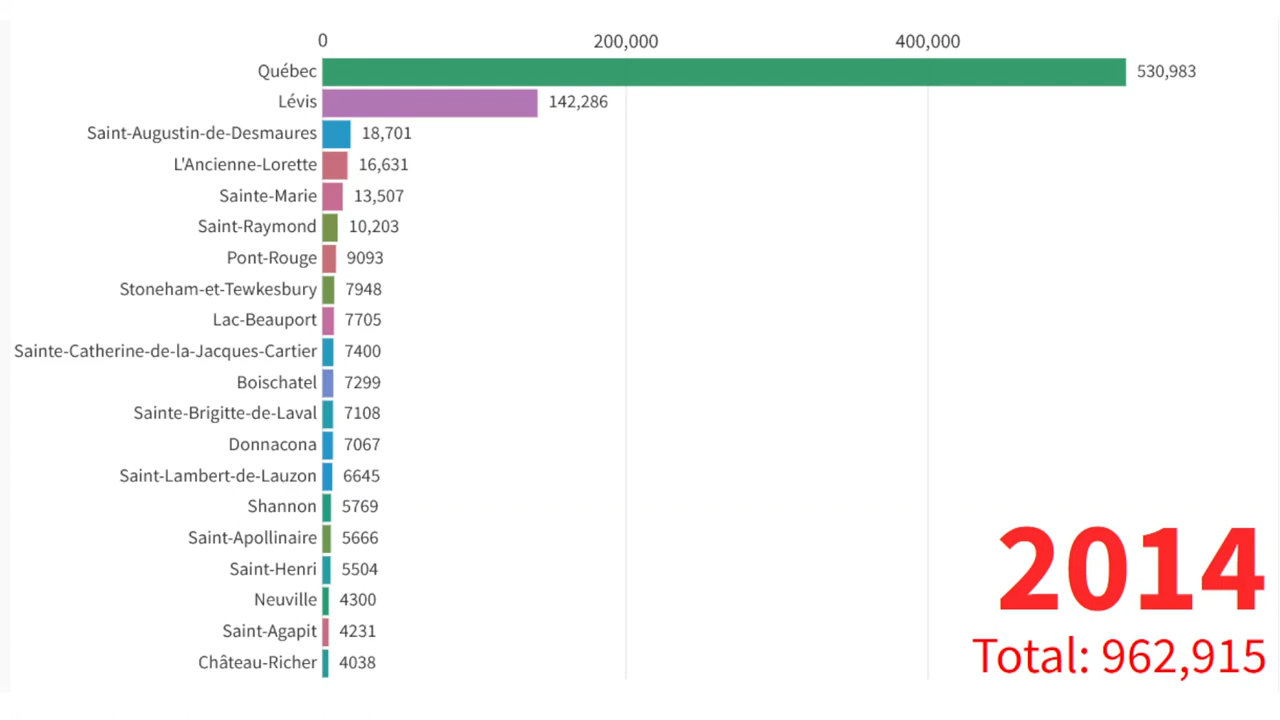 0 200,000 400,000
Québec 530,983
Lévis 142,286
Saint-Augustin-de-Desmaures 18,701
L'Ancienne-Lorette 16,631
Sainte-Marie 13,507
Saint-Raymond 10,203
Pont-Rouge 9093
Stoneham-et-Tewkesbury 7948
Lac-Beauport 7705
Sainte-Catherine-de-la-Jacques-Cartier 7400
Boischatel 7299
Sainte-Brigitte-de-Laval 7108
Donnacona 7067
Saint-Lambert-de-Lauzon 6645
Shannon 5769
Saint-Apollinaire 5666
Saint-Henri 5504
Neuville 4300
Saint-Agapit 4231
Château-Richer 4038
2014
Total: 962,915